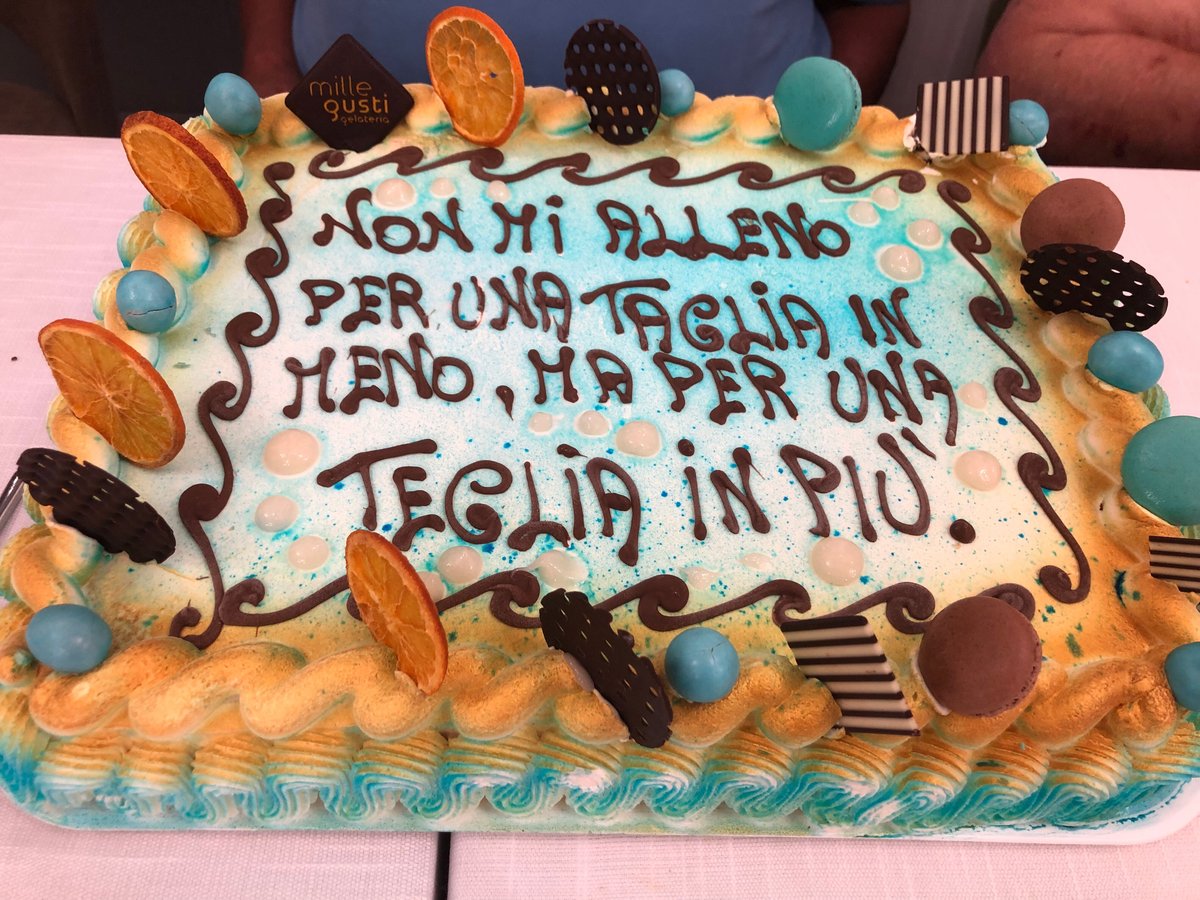 mille
gusti
gelateria
NON MI ALLENO
PER UNA TAGLIA IN
MENO, MA PER UNA
TEGLIA IN PIU'.